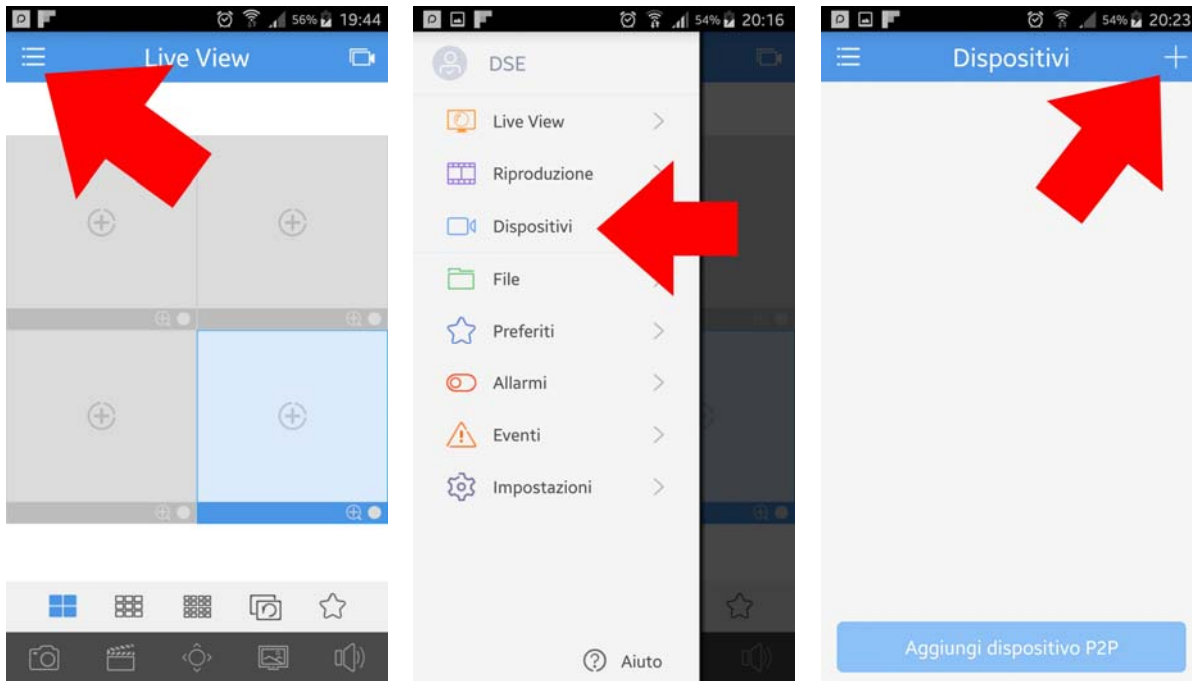 56% 19:44
Live View
54% 20:16
DSE
Live View
Riproduzione
Dispositivi
File
Preferiti
Allarmi
Eventi
Impostazioni
Aiuto
54% 20:23
Dispositivi
Aggiungi dispositivo P2P